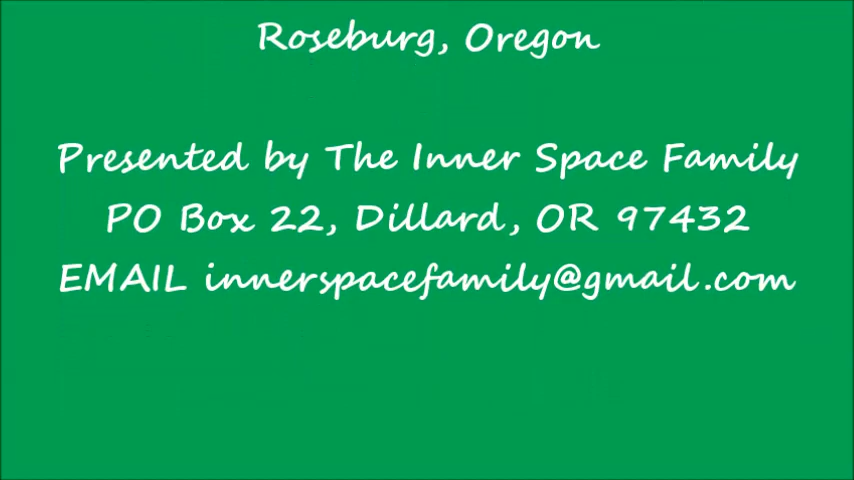 Roseburg, Oregon
Presented by The Inner Space Family
PO Box 22, Dillard, OR 97432
EMAIL innerspacefamily@gmail.com